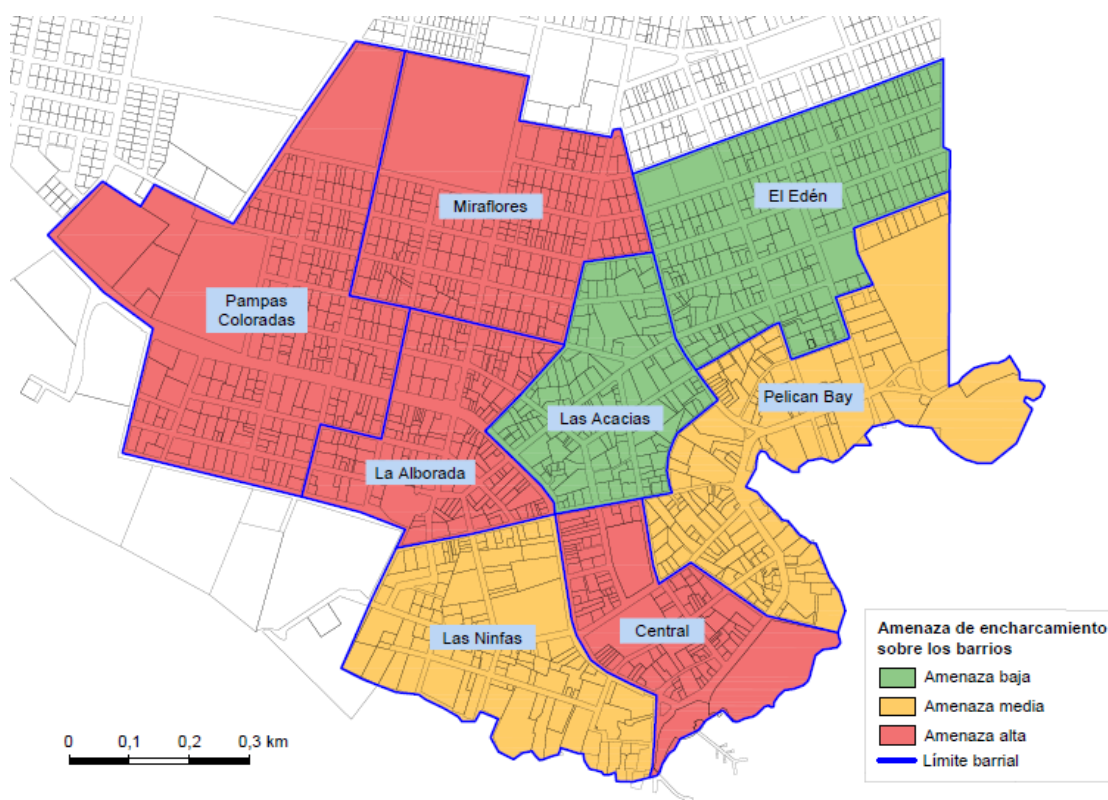 Miraflores
El Edén
Pampas
Coloradas
Pelican Bay
Las Acacias
La Alborada
Las Ninfas
Central
Amenaza de encharcamiento
sobre los barrios
Amenaza baja
Amenaza media
Amenaza alta
Límite barrial
0 0,1 0,2 0,3 km